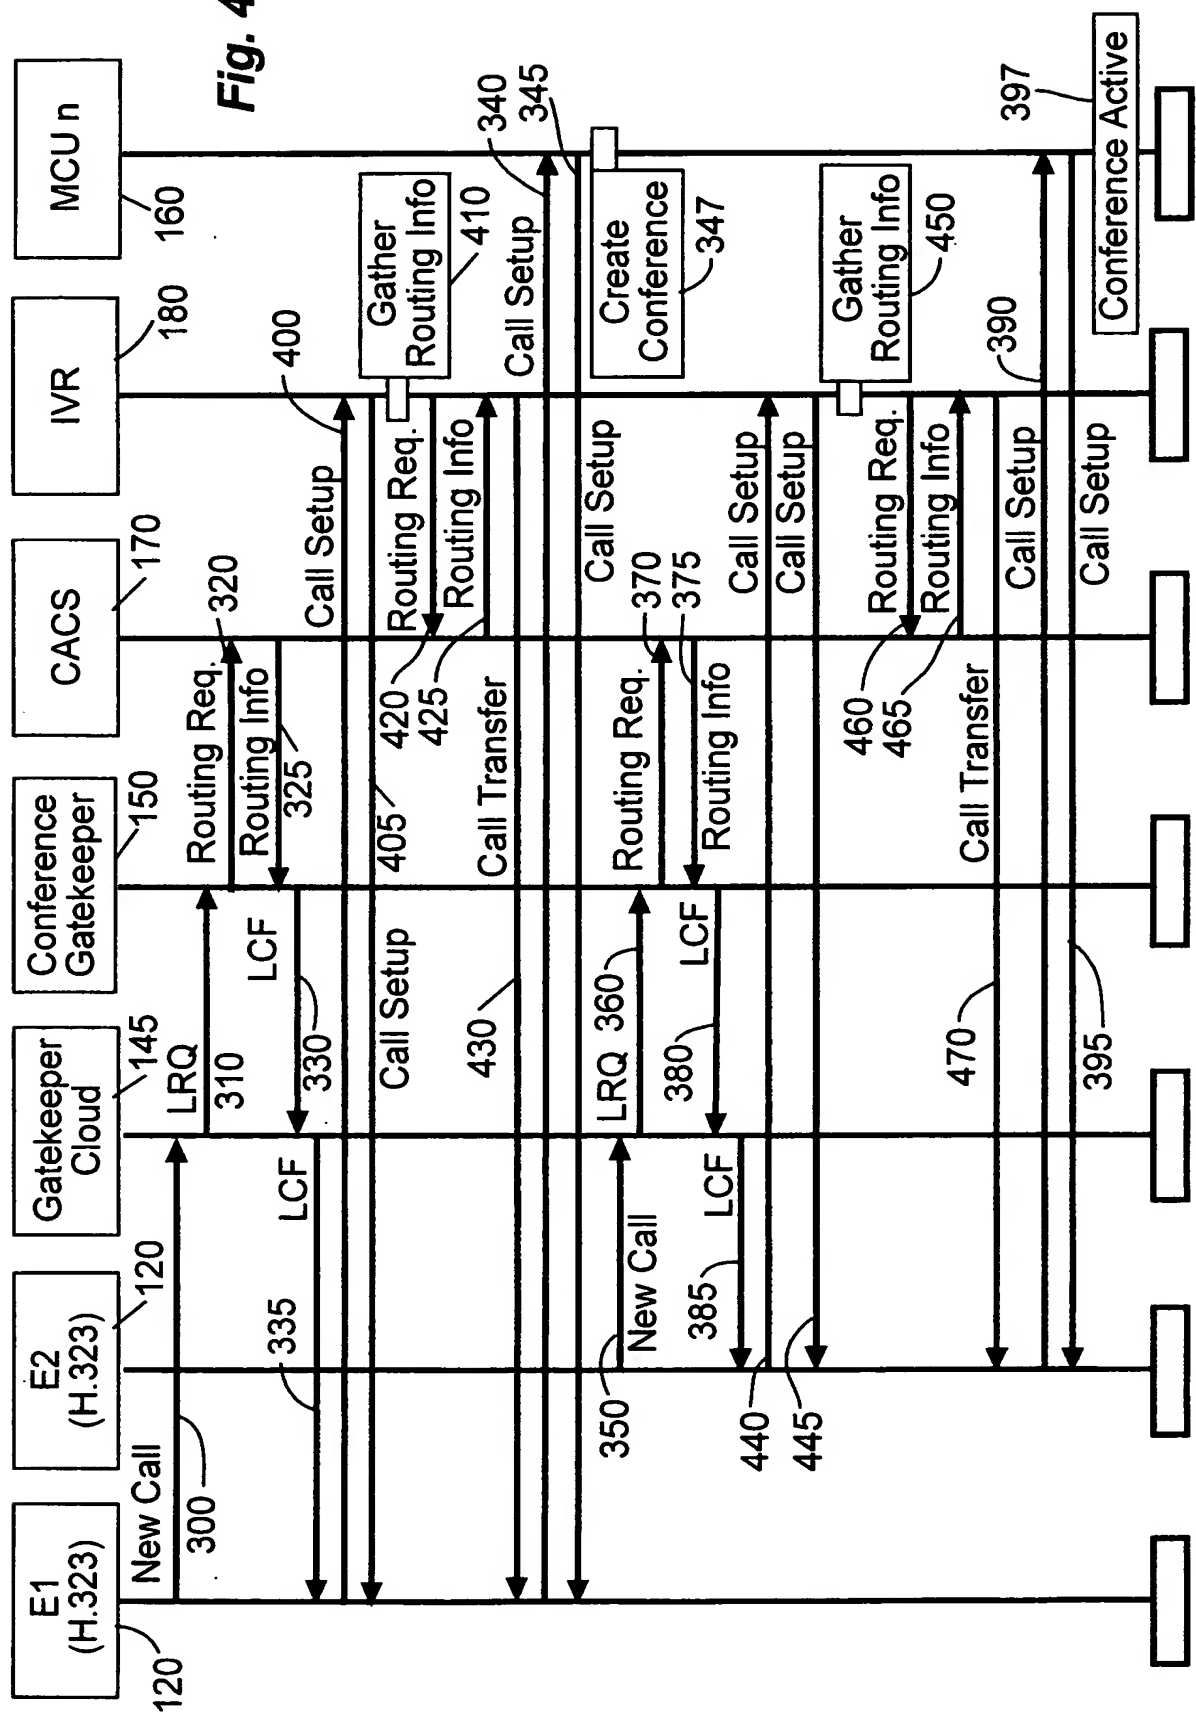 Fig. 4
E1
(H.323)
120
E2
(H.323)
120
Gatekeeper
Cloud
145
Conference
Gatekeeper
150
CACS
170
IVR
180
MCU n
160
New Call
300
LRQ
310
Routing Req.
320
Routing Info
325
LCF
330
LCF
335
Call Setup
400
Call Setup
405
Gather
Routing Info
410
Routing Req.
420
Routing Info
425
Call Transfer
430
Call Setup
340
Call Setup
345
Create
Conference
347
New Call
350
LRQ
360
Routing Req.
370
Routing Info
375
LCF
380
LCF
385
Call Setup
440
Call Setup
445
Gather
Routing Info
450
Routing Req.
460
Routing Info
465
Call Transfer
470
Call Setup
390
Call Setup
395
Conference Active
397